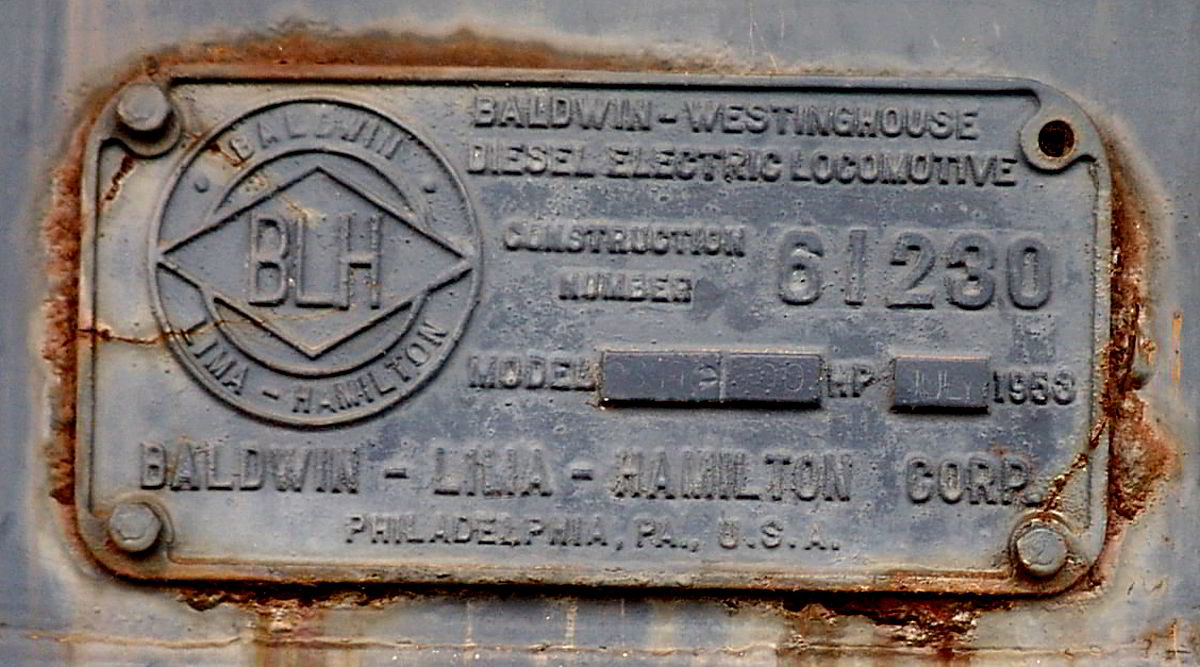 BALDWIN
BLH
LIMA - HAMILTON
BALDWIN - WESTINGHOUSE
DIESEL ELECTRIC LOCOMOTIVE
CONSTRUCTION
NUMBER
61230
MODEL HP JULY 1953
BALDWIN - LIMA - HAMILTON CORP.
PHILADELPHIA, PA., U.S.A.